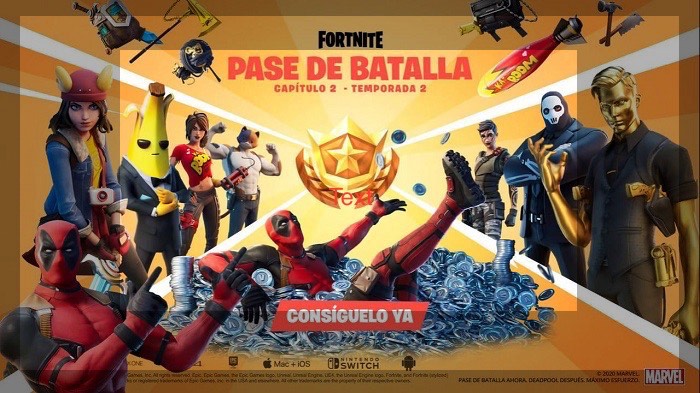 FORTNITE
PASE DE BATALLA
CAPÍTULO 2 - TEMPORADA 2
KABOOM
Text
CONSÍGUELO YA
Mac + iOS
NINTENDO
SWITCH
© 2020 MARVEL.
PASE DE BATALLA AHORA. DEADPOOL, DESPUÉS. MÁXIMO ESFUERZO.
MARVEL